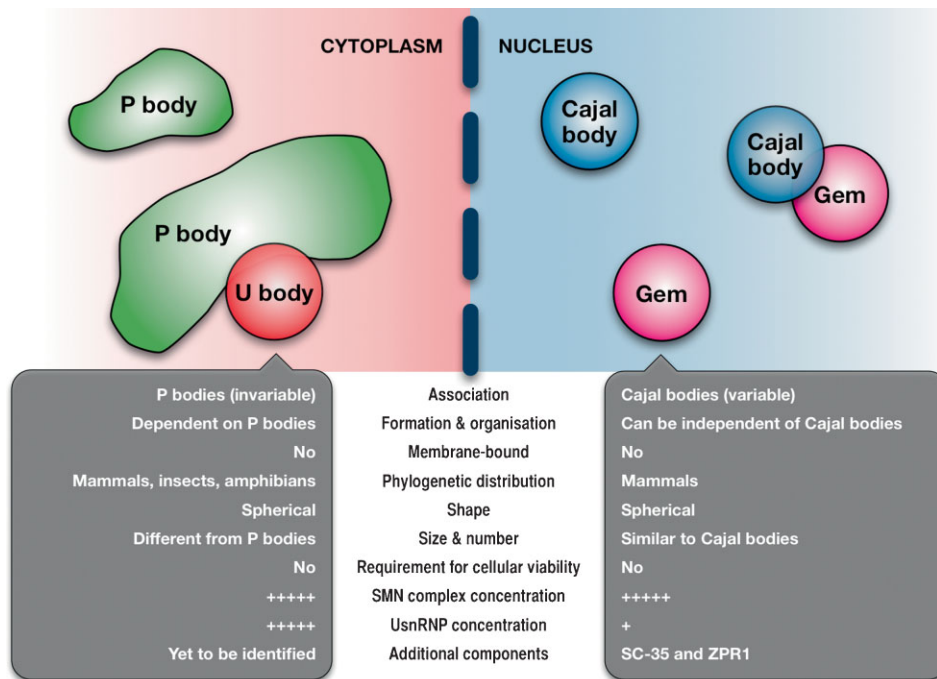 CYTOPLASM NUCLEUS
P body
Cajal
body
Cajal
body
Gem
P body
U body
Gem
P bodies (invariable) Association Cajal bodies (variable)
Dependent on P bodies Formation & organisation Can be independent of Cajal bodies
No Membrane-bound No
Mammals, insects, amphibians Phylogenetic distribution Mammals
Spherical Shape Spherical
Different from P bodies Size & number Similar to Cajal bodies
No Requirement for cellular viability No
+++++ SMN complex concentration +++++
+++++ UsnRNP concentration +
Yet to be identified Additional components SC-35 and ZPR1